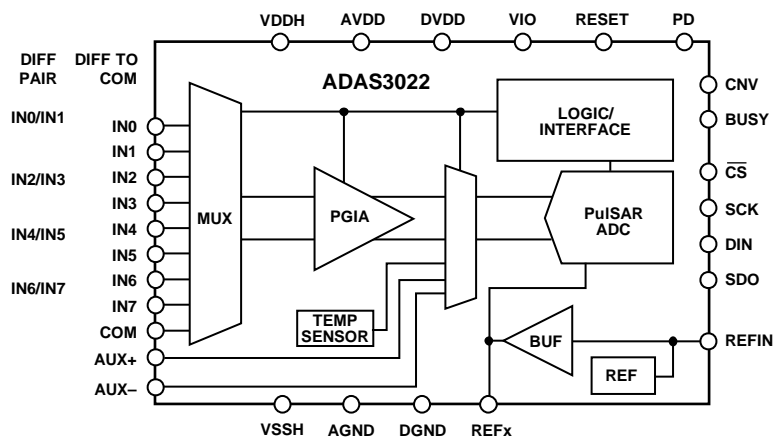 VDDH AVDD DVDD VIO RESET PD
DIFF PAIR
DIFF TO COM
ADAS3022
IN0/IN1
IN2/IN3
IN4/IN5
IN6/IN7
IN0
IN1
IN2
IN3
IN4
IN5
IN6
IN7
COM
AUX+
AUX–
MUX
PGIA
TEMP
SENSOR
LOGIC/
INTERFACE
PulSAR
ADC
BUF
REF
CNV
BUSY
CS
SCK
DIN
SDO
REFIN
VSSH AGND DGND REFx